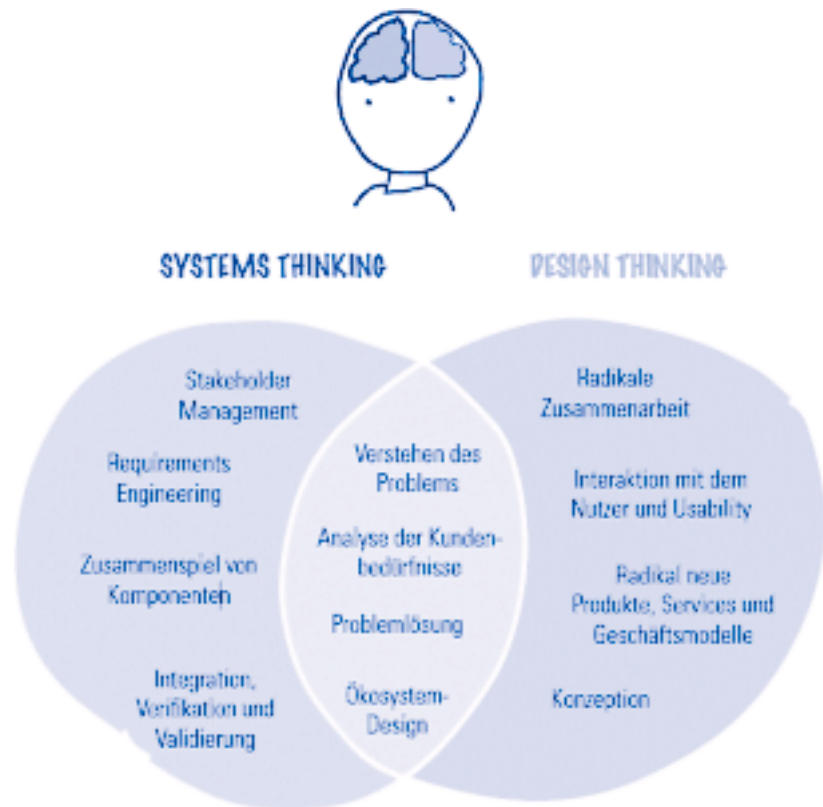 SYSTEMS THINKING
DESIGN THINKING
Stakeholder
Management
Requirements
Engineering
Zusammenspiel von
Komponenten
Integration,
Verifikation und
Validierung
Verstehen des
Problems
Analyse der Kunden-
bedürfnisse
Problemlösung
Ökosystem-
Design
Radikale
Zusammenarbeit
Interaktion mit dem
Nutzer und Usability
Radikal neue
Produkte, Services und
Geschäftsmodelle
Konzeption